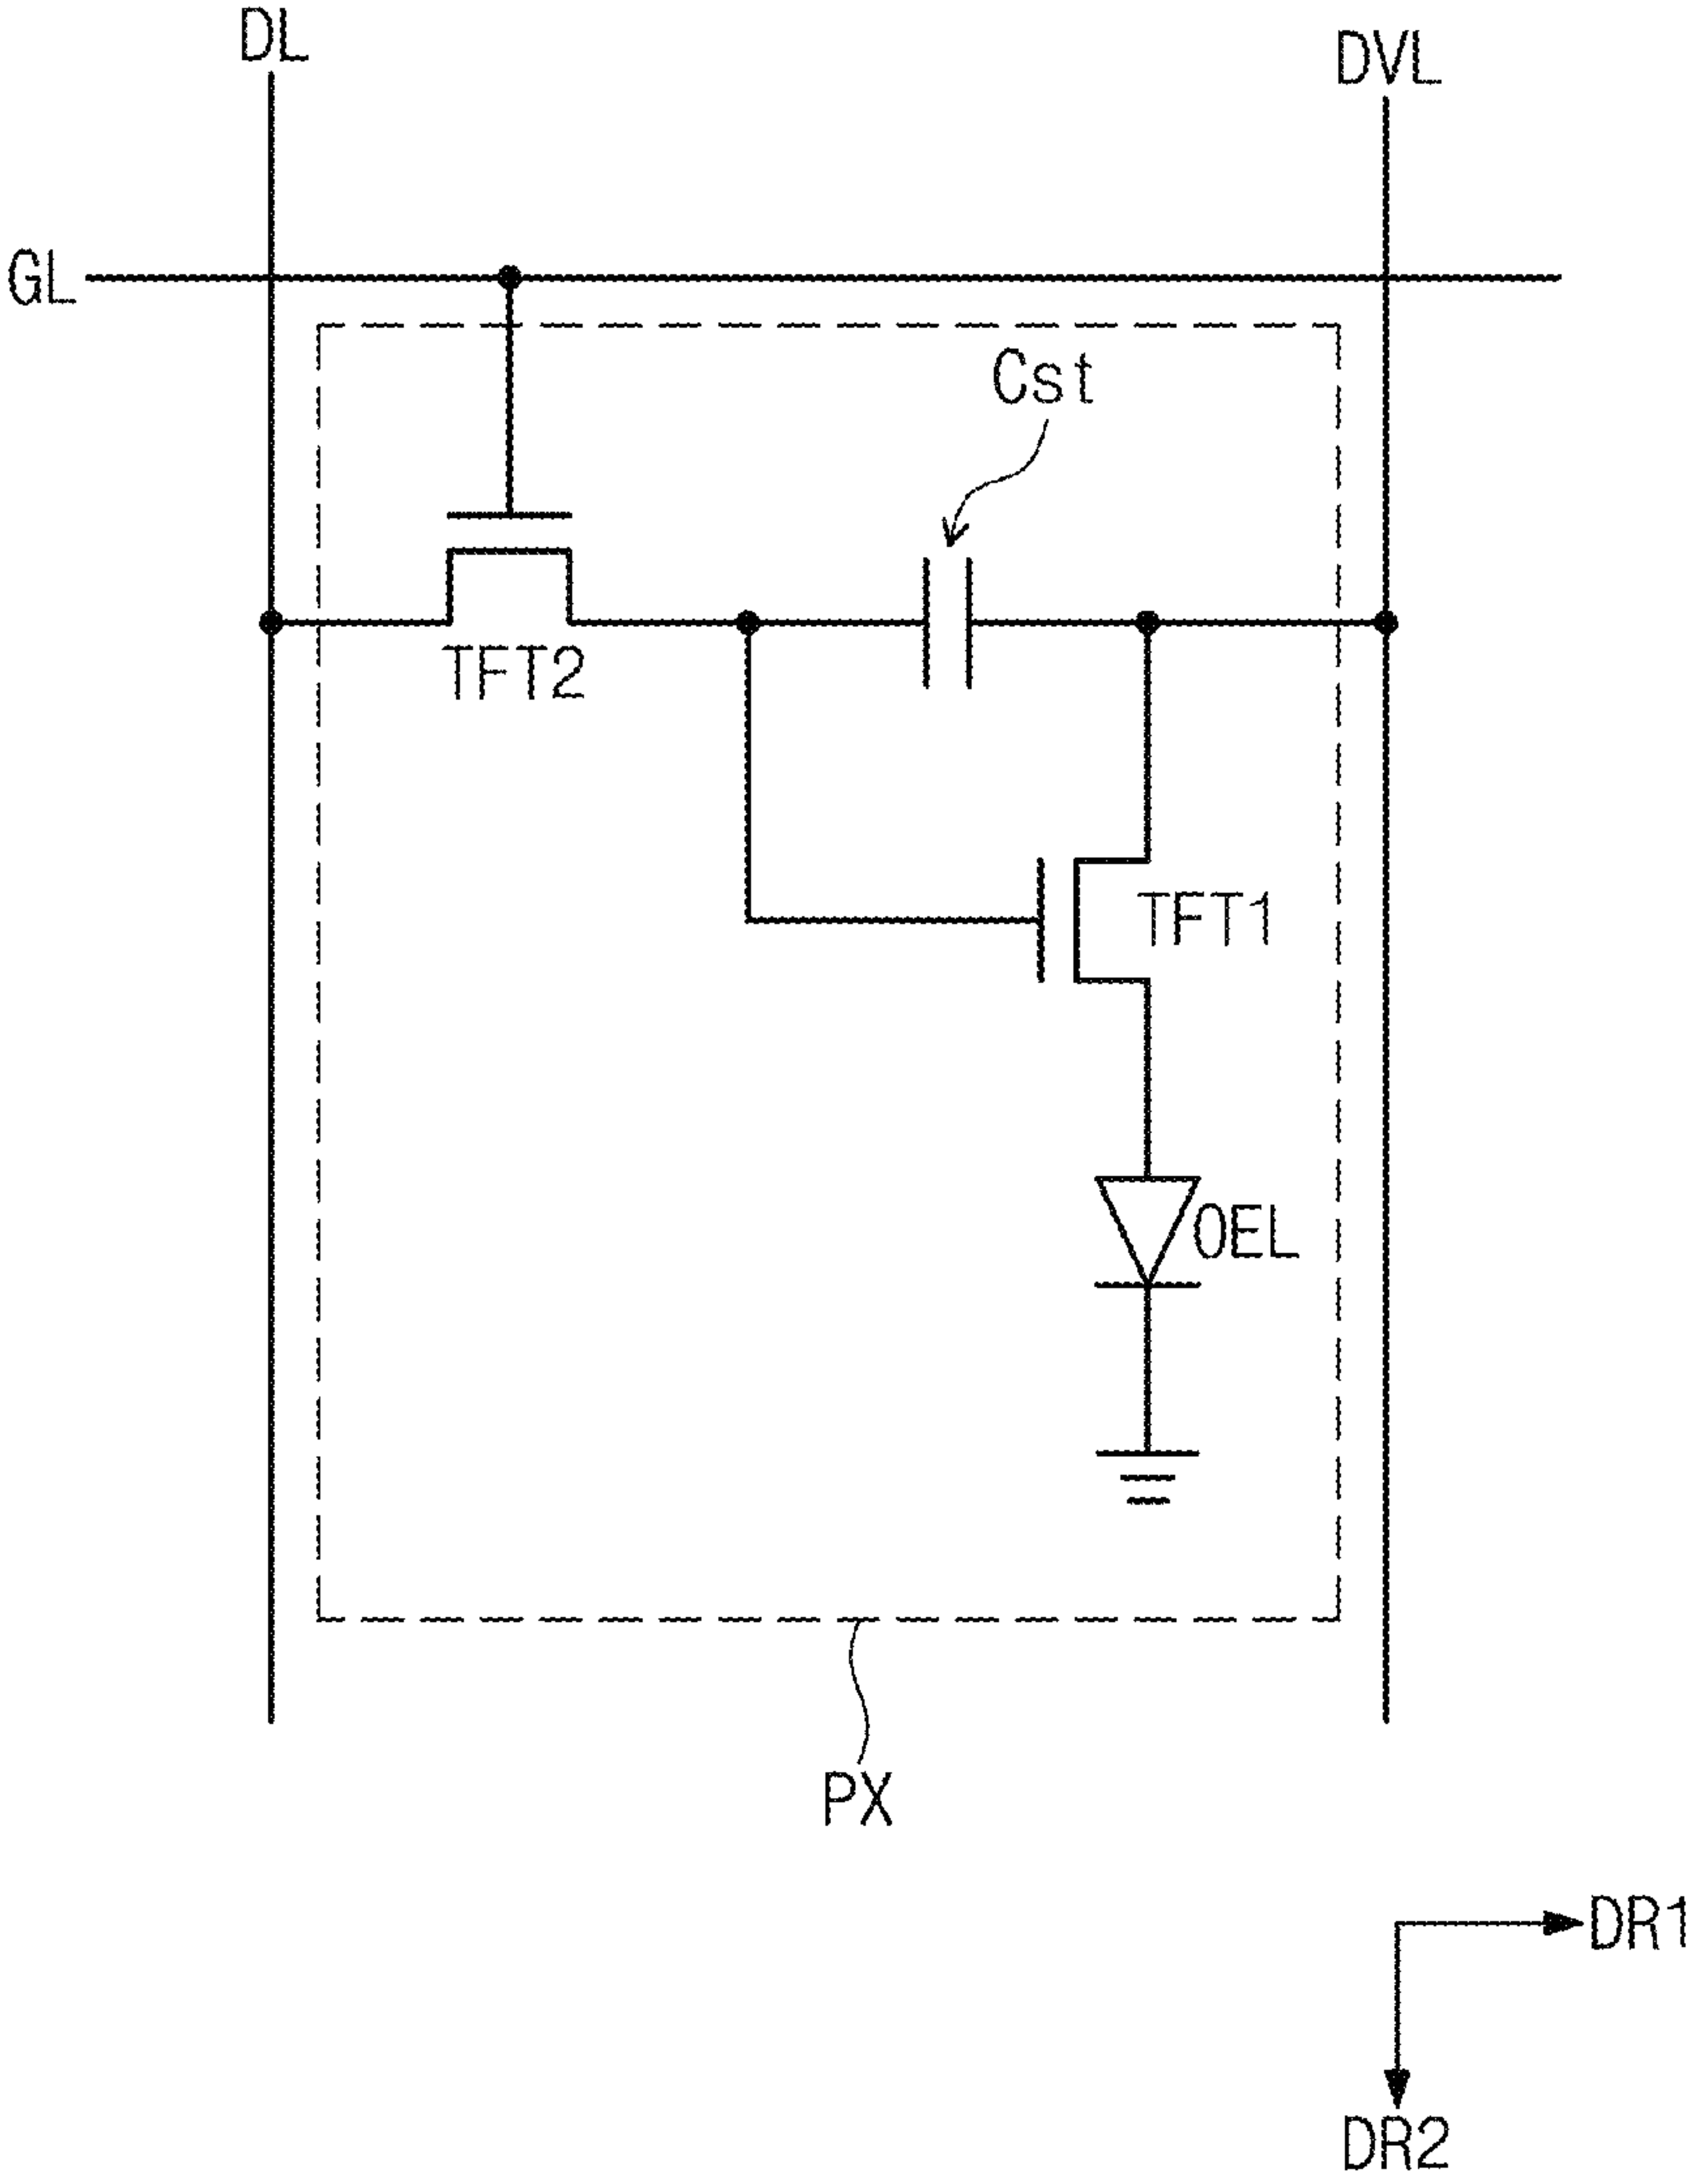 DL
DVL
GL
Cst
TFT2
TFT1
OEL
PX
DR1
DR2